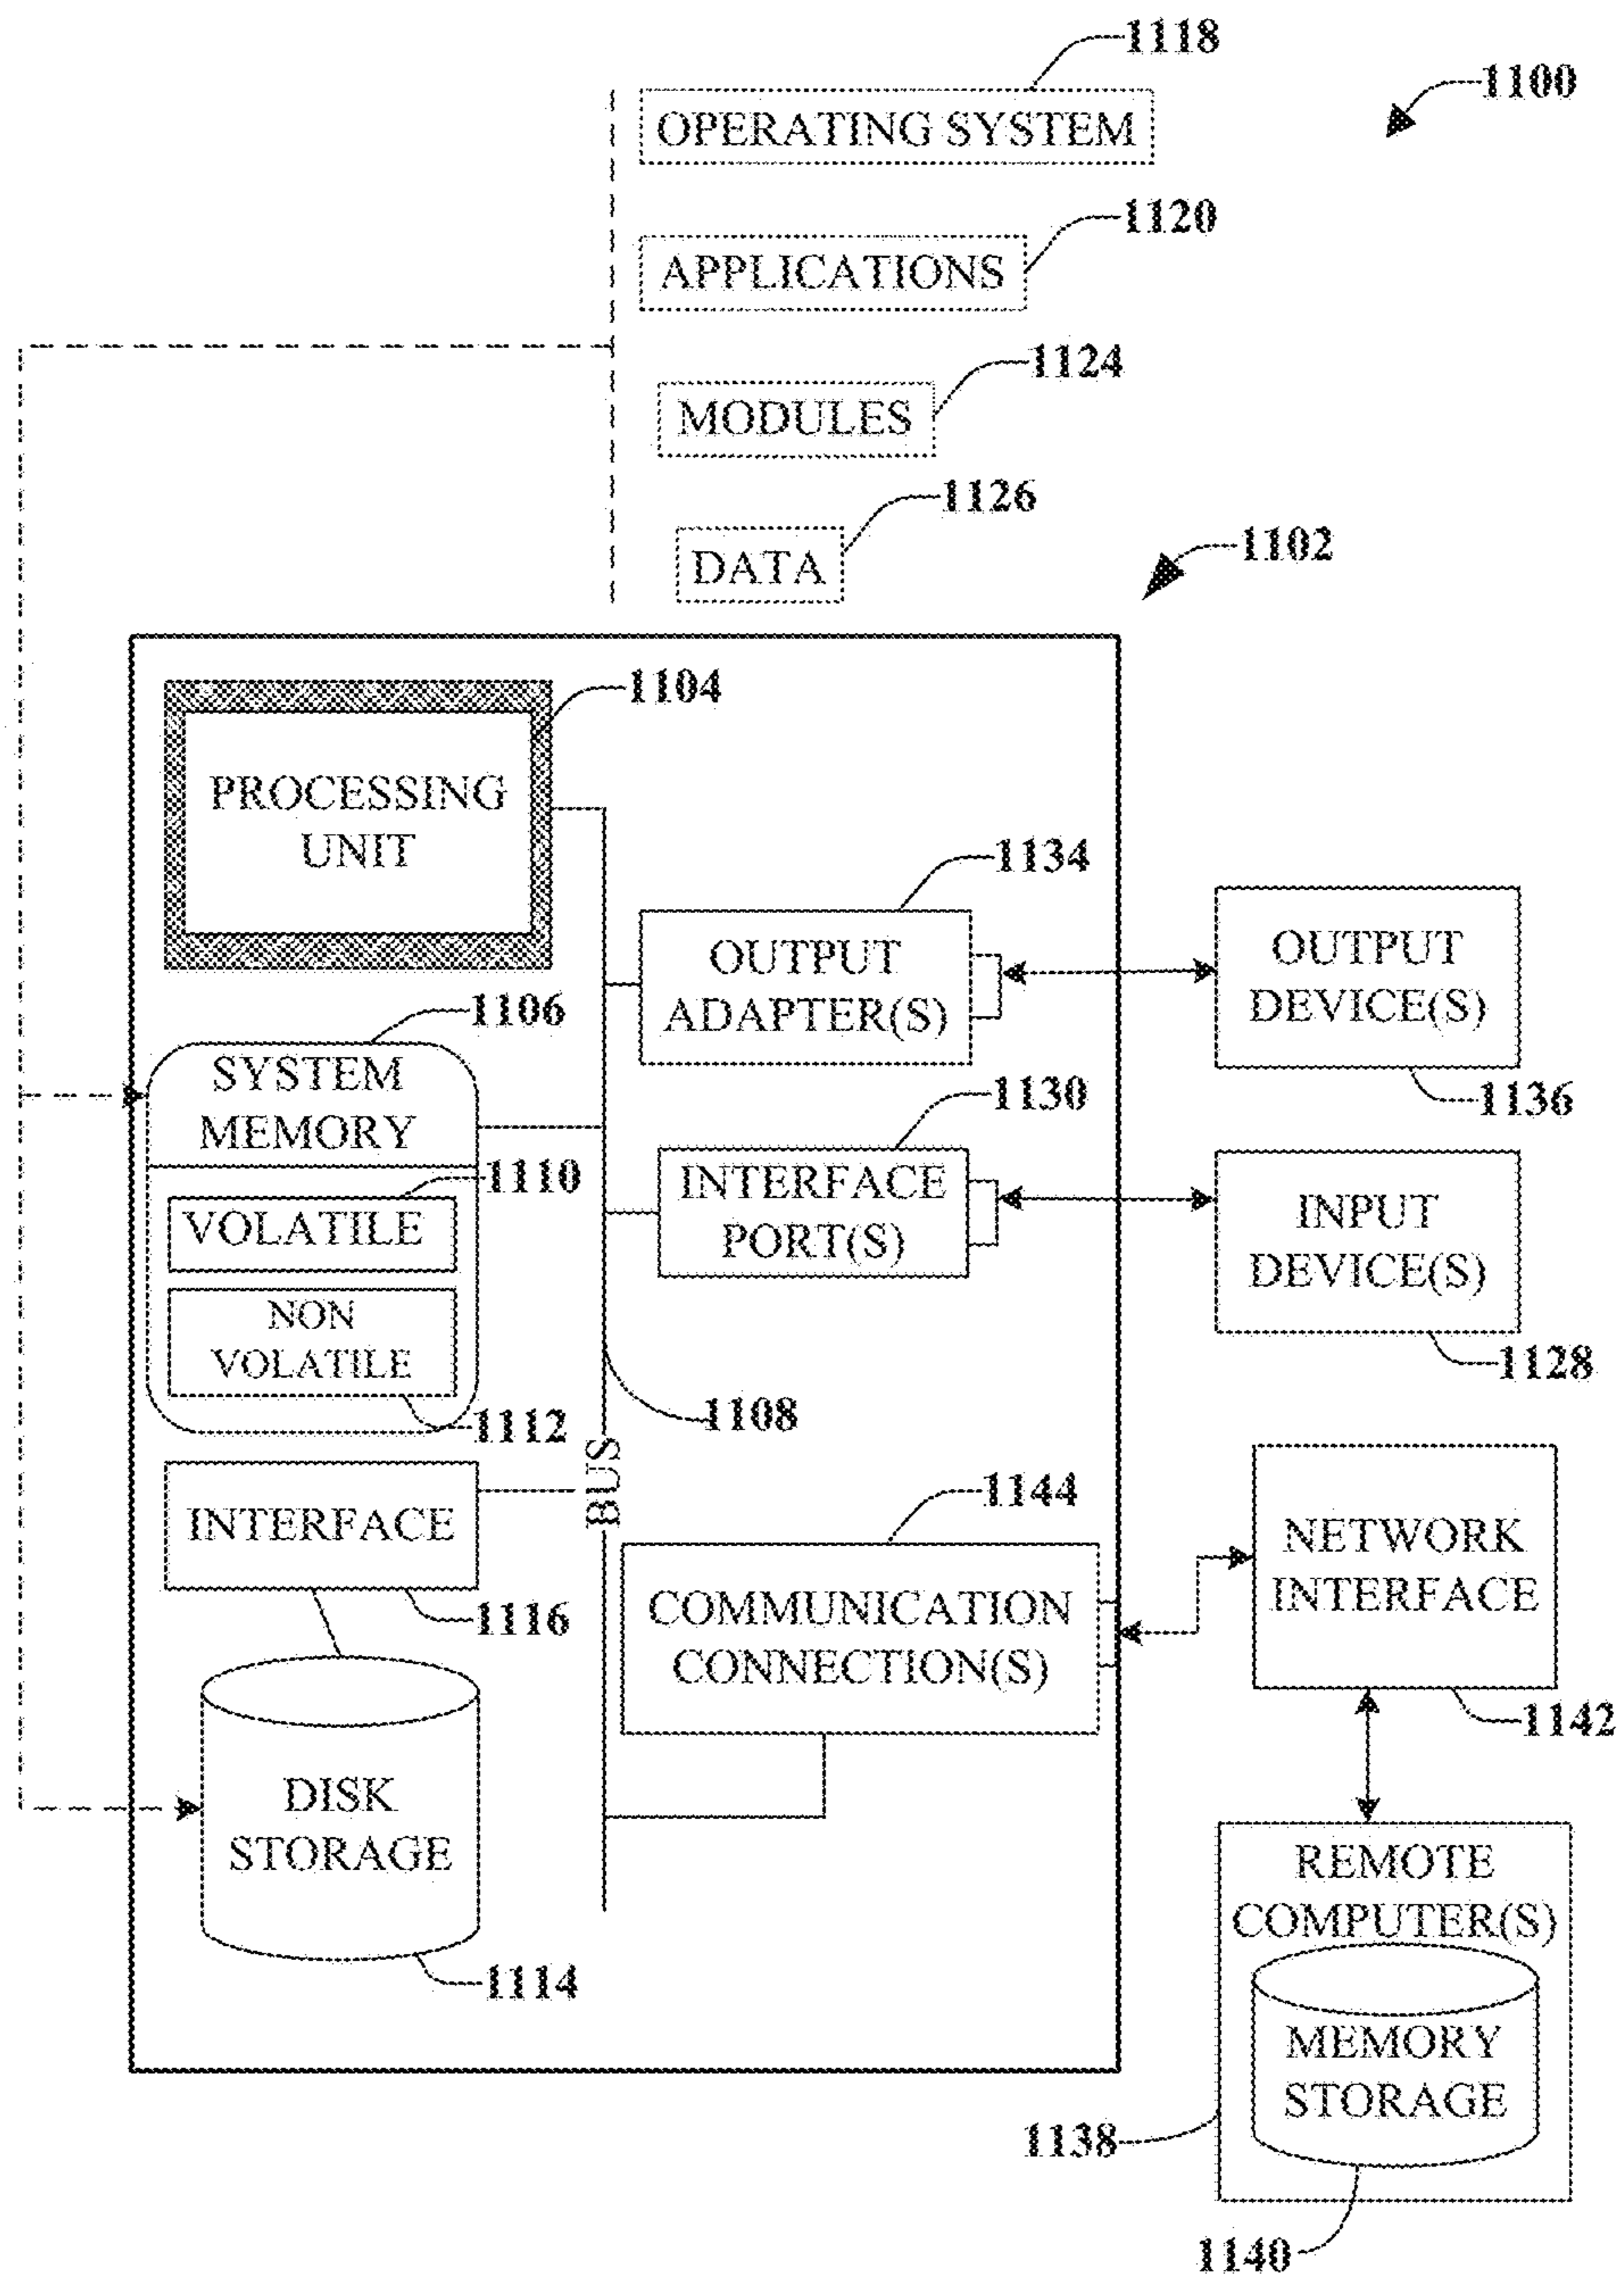 1118
1100
OPERATING SYSTEM
1120
APPLICATIONS
1124
MODULES
1126
DATA
1102
1104
PROCESSING
UNIT
1134
OUTPUT
ADAPTER(S)
OUTPUT
DEVICE(S)
1136
1106
SYSTEM
MEMORY
1110
VOLATILE
NON
VOLATILE
1112
1130
INTERFACE
PORT(S)
INPUT
DEVICE(S)
1128
1108
BUS
INTERFACE
1116
1144
COMMUNICATION
CONNECTION(S)
NETWORK
INTERFACE
1142
DISK
STORAGE
1114
REMOTE
COMPUTER(S)
MEMORY
STORAGE
1138
1140